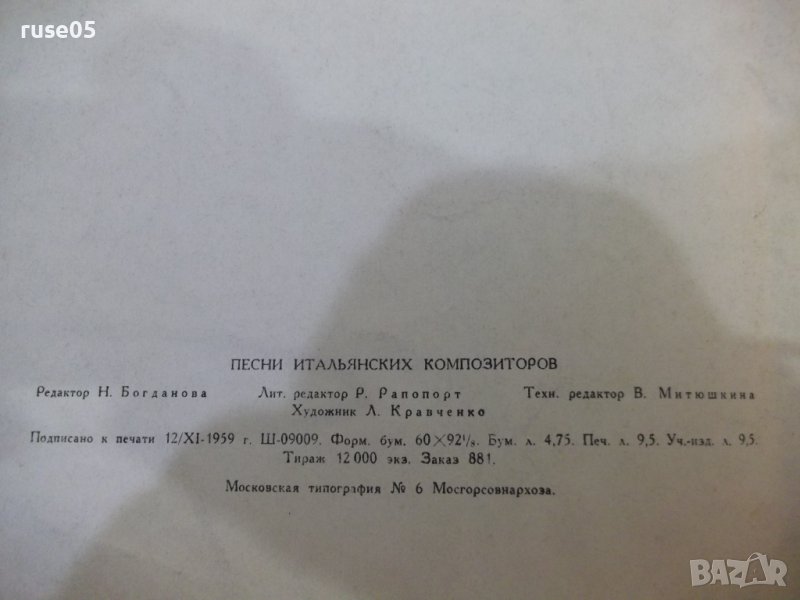 ruse05
ПЕСНИ ИТАЛЬЯНСКИХ КОМПОЗИТОРОВ
Редактор Н. Богданова Лит. редактор Р. Рапопорт Техн. редактор В. Митюшкина
Художник Л. Кравченко
Подписано к печати 12/XI-1959 г. Ш-09009. Форм. бум. 60×92¹/₈. Бум. л. 4,75. Печ. л. 9,5. Уч.-изд. л. 9,5.
Тираж 12 000 экз. Заказ 881.
Московская типография № 6 Мосгорсовнархоза.
BAZAR